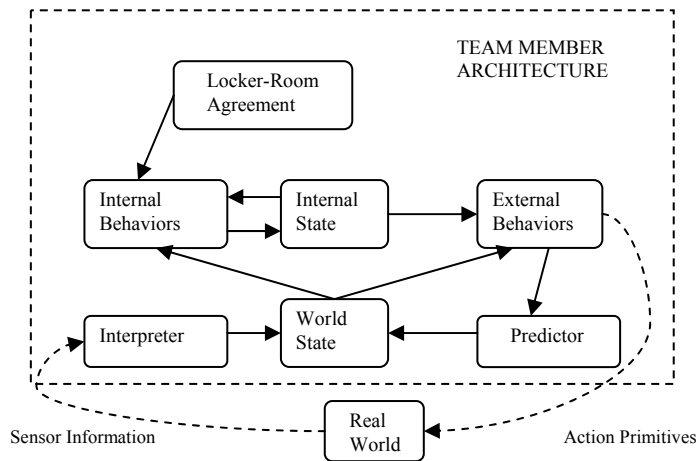 TEAM MEMBER
ARCHITECTURE
Locker-Room
Agreement
Internal
Behaviors
Internal
State
External
Behaviors
Interpreter
World
State
Predictor
Real
World
Sensor Information
Action Primitives